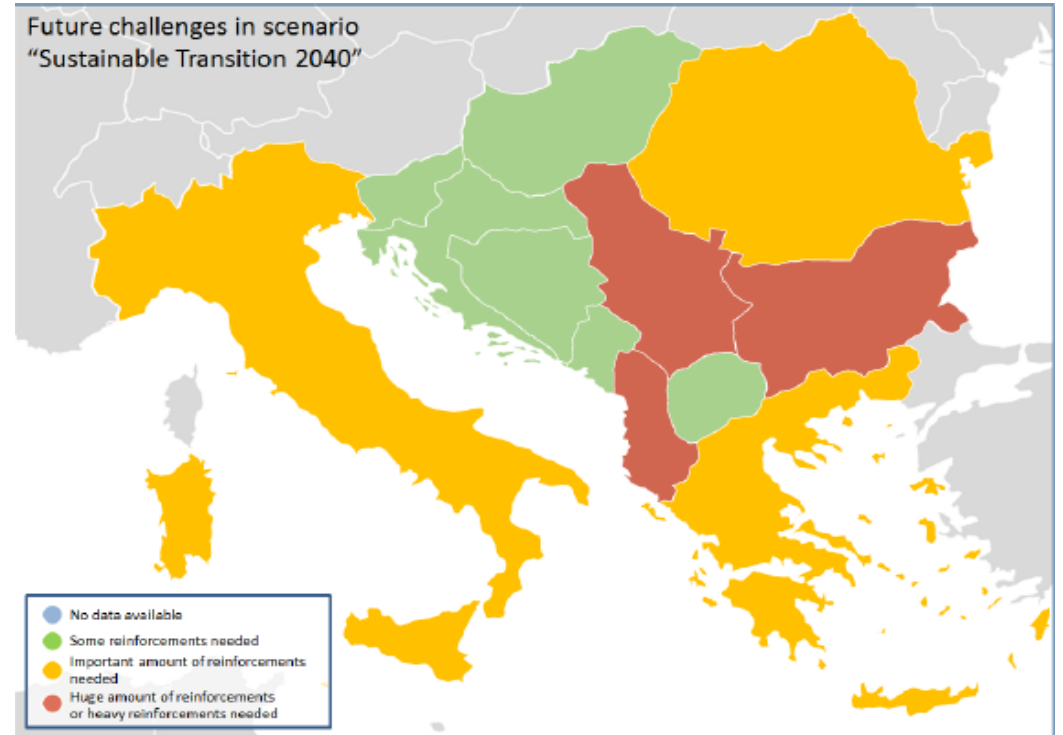 Future challenges in scenario
“Sustainable Transition 2040”
No data available
Some reinforcements needed
Important amount of reinforcements
needed
Huge amount of reinforcements
or heavy reinforcements needed